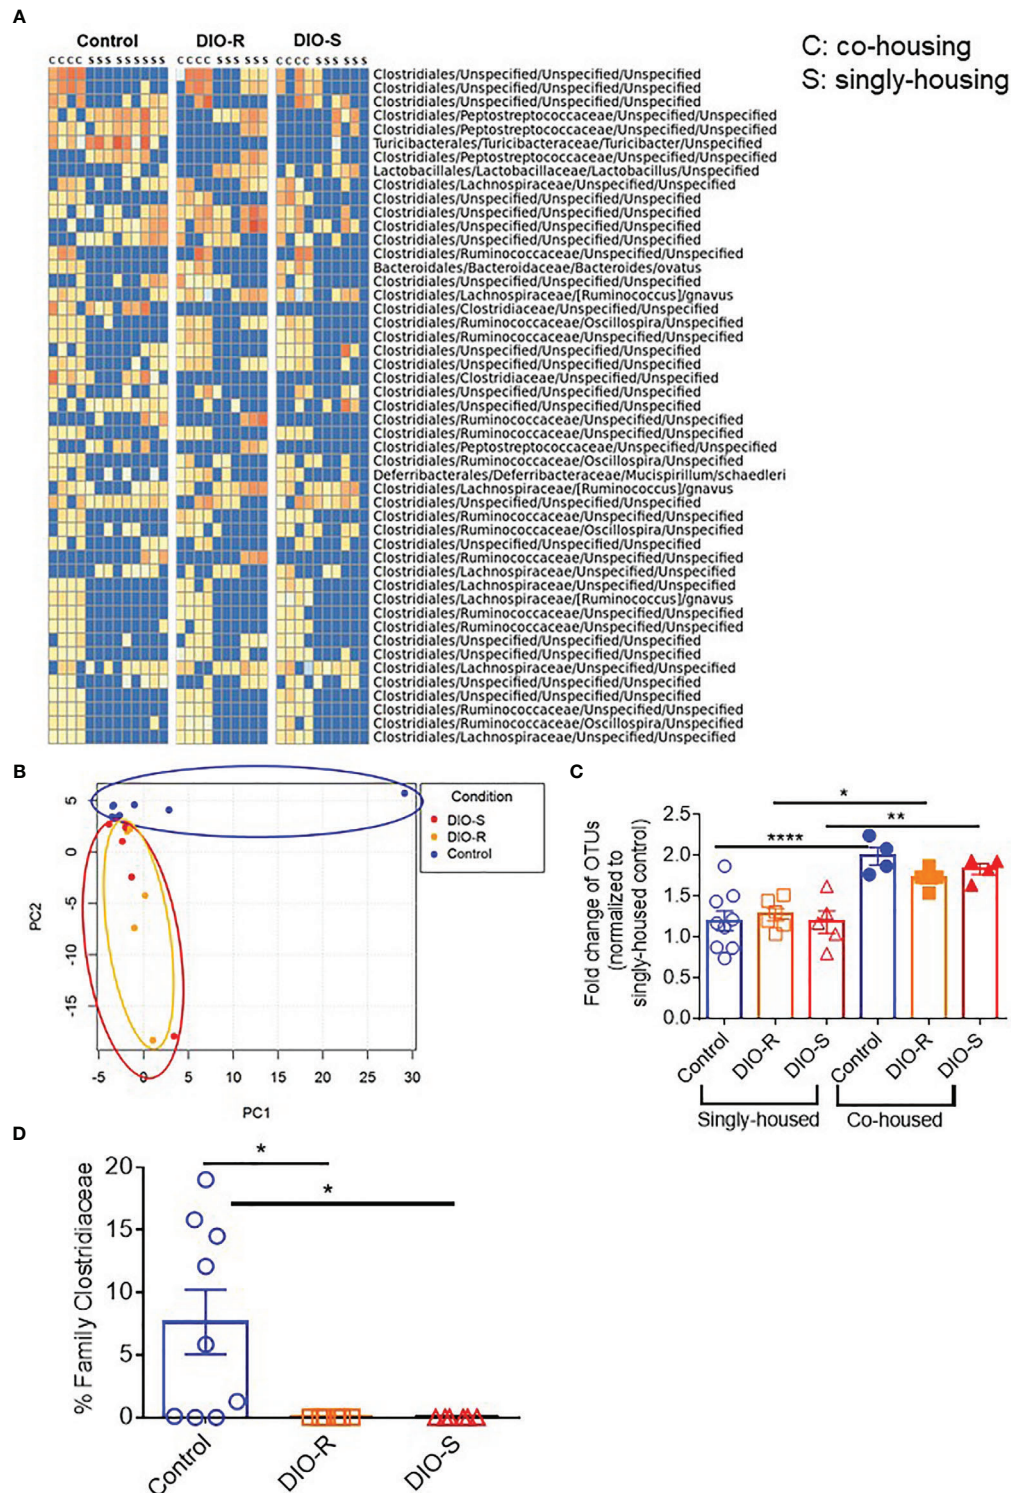 A
Control DIO-R DIO-S
C: co-housing
S: singly-housing
CCCC SSS SSSSSS CCCC SSS SSS CCCC SSS SSS
Clostridiales/Unspecified/Unspecified/Unspecified
Clostridiales/Unspecified/Unspecified/Unspecified
Clostridiales/Unspecified/Unspecified/Unspecified
Clostridiales/Peptostreptococcaceae/Unspecified/Unspecified
Clostridiales/Peptostreptococcaceae/Unspecified/Unspecified
Turicibacterales/Turicibacteraceae/Turicibacter/Unspecified
Clostridiales/Peptostreptococcaceae/Unspecified/Unspecified
Lactobacillales/Lactobacillaceae/Lactobacillus/Unspecified
Clostridiales/Lachnospiraceae/Unspecified/Unspecified
Clostridiales/Unspecified/Unspecified/Unspecified
Clostridiales/Unspecified/Unspecified/Unspecified
Clostridiales/Unspecified/Unspecified/Unspecified
Clostridiales/Unspecified/Unspecified/Unspecified
Clostridiales/Ruminococcaceae/Unspecified/Unspecified
Bacteroidales/Bacteroidaceae/Bacteroides/ovatus
Clostridiales/Unspecified/Unspecified/Unspecified
Clostridiales/Lachnospiraceae/[Ruminococcus]/gnavus
Clostridiales/Clostridiaceae/Unspecified/Unspecified
Clostridiales/Ruminococcaceae/Oscillospira/Unspecified
Clostridiales/Ruminococcaceae/Unspecified/Unspecified
Clostridiales/Unspecified/Unspecified/Unspecified
Clostridiales/Unspecified/Unspecified/Unspecified
Clostridiales/Clostridiaceae/Unspecified/Unspecified
Clostridiales/Unspecified/Unspecified/Unspecified
Clostridiales/Unspecified/Unspecified/Unspecified
Clostridiales/Ruminococcaceae/Unspecified/Unspecified
Clostridiales/Ruminococcaceae/Unspecified/Unspecified
Clostridiales/Peptostreptococcaceae/Unspecified/Unspecified
Clostridiales/Ruminococcaceae/Oscillospira/Unspecified
Deferribacterales/Deferribacteraceae/Mucispirillum/schaedleri
Clostridiales/Lachnospiraceae/[Ruminococcus]/gnavus
Clostridiales/Unspecified/Unspecified/Unspecified
Clostridiales/Ruminococcaceae/Unspecified/Unspecified
Clostridiales/Ruminococcaceae/Oscillospira/Unspecified
Clostridiales/Unspecified/Unspecified/Unspecified
Clostridiales/Ruminococcaceae/Unspecified/Unspecified
Clostridiales/Lachnospiraceae/Unspecified/Unspecified
Clostridiales/Lachnospiraceae/Unspecified/Unspecified
Clostridiales/Lachnospiraceae/[Ruminococcus]/gnavus
Clostridiales/Ruminococcaceae/Unspecified/Unspecified
Clostridiales/Ruminococcaceae/Unspecified/Unspecified
Clostridiales/Unspecified/Unspecified/Unspecified
Clostridiales/Unspecified/Unspecified/Unspecified
Clostridiales/Lachnospiraceae/Unspecified/Unspecified
Clostridiales/Unspecified/Unspecified/Unspecified
Clostridiales/Unspecified/Unspecified/Unspecified
Clostridiales/Ruminococcaceae/Unspecified/Unspecified
Clostridiales/Ruminococcaceae/Oscillospira/Unspecified
Clostridiales/Lachnospiraceae/Unspecified/Unspecified
B
PC2
5
0
-5
-10
-15
-5 0 5 10 15 20 25 30
PC1
Condition
DIO-S
DIO-R
Control
C
Fold change of OTUs
(normalized to
singly-housed control)
2.5
2.0
1.5
1.0
0.5
0.0
*
**
****
Control DIO-R DIO-S Control DIO-R DIO-S
Singly-housed Co-housed
D
% Family Clostridiaceae
20
15
10
5
0
*
*
Control DIO-R DIO-S